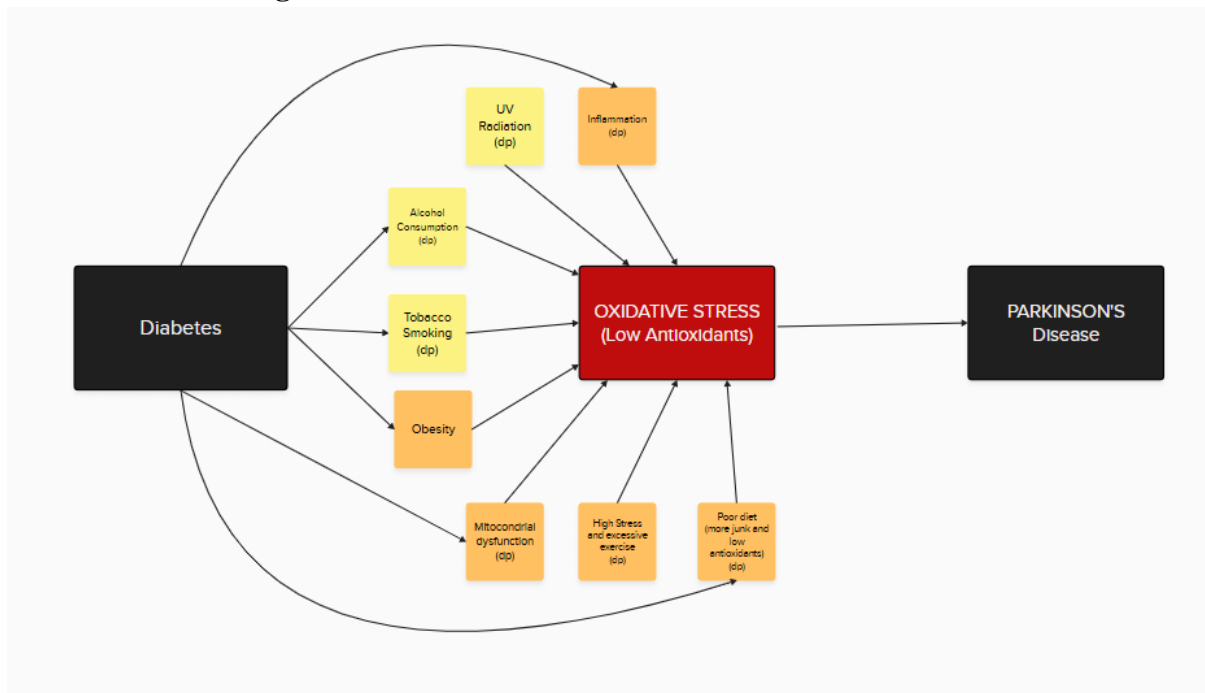 UV
Radiation
(dp)
Inflammation
(dp)
Alcohol
Consumption
(dp)
Diabetes
Tobacco
Smoking
(dp)
OXIDATIVE STRESS
(Low Antioxidants)
PARKINSON'S
Disease
Obesity
Mitocondrial
dysfunction
(dp)
High Stress
and excessive
exercise
(dp)
Poor diet
(more junk and
low
antioxidants)
(dp)